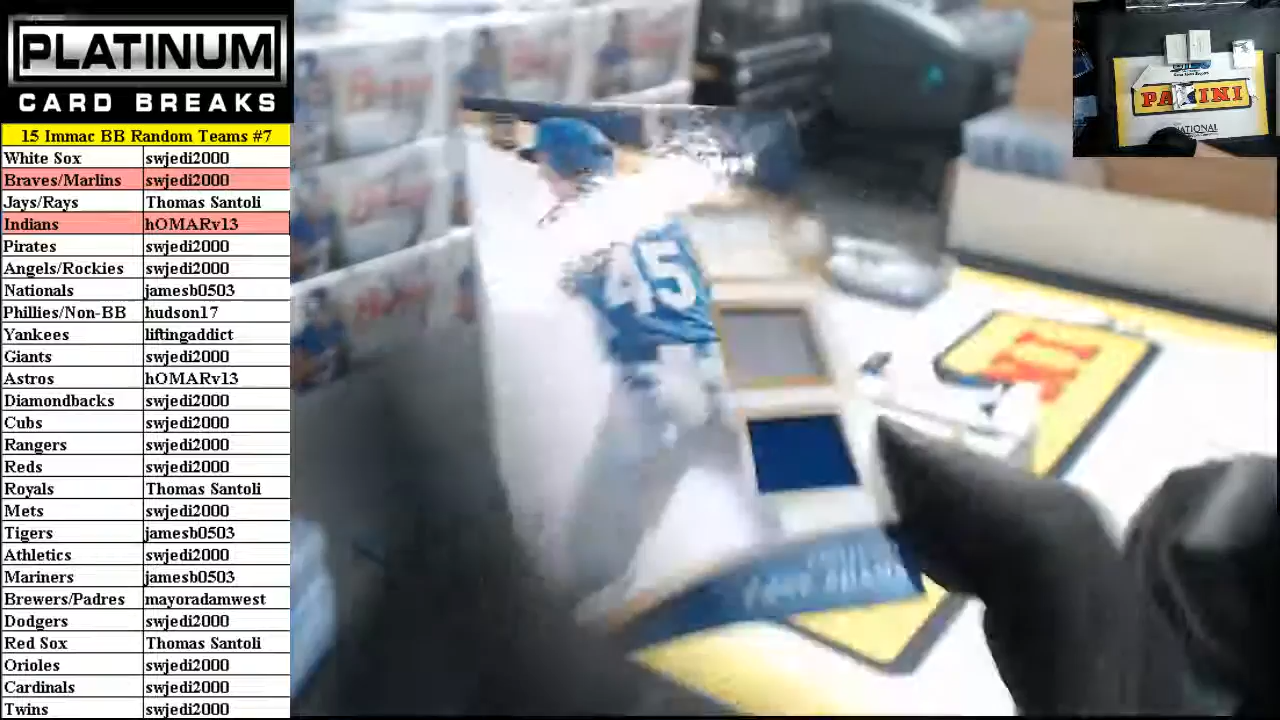 PLATINUM
CARD BREAKS
15 Immac BB Random Teams #7
White Sox swjedi2000
Braves/Marlins swjedi2000
Jays/Rays Thomas Santoli
Indians hOMARv13
Pirates swjedi2000
Angels/Rockies swjedi2000
Nationals jamesb0503
Phillies/Non-BB hudson17
Yankees liftingaddict
Giants swjedi2000
Astros hOMARv13
Diamondbacks swjedi2000
Cubs swjedi2000
Rangers swjedi2000
Reds swjedi2000
Royals Thomas Santoli
Mets swjedi2000
Tigers jamesb0503
Athletics swjedi2000
Mariners jamesb0503
Brewers/Padres mayoradamwest
Dodgers swjedi2000
Red Sox Thomas Santoli
Orioles swjedi2000
Cardinals swjedi2000
Twins swjedi2000
45
PANINI
NATIONAL